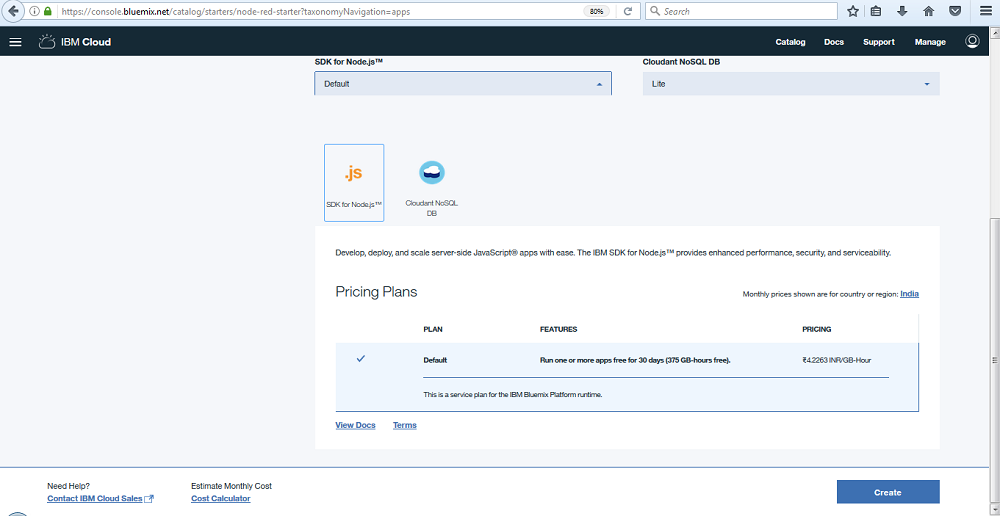 https://console.bluemix.net/catalog/starters/node-red-starter?taxonomyNavigation=apps
80%
Search
IBM Cloud
Catalog Docs Support Manage
SDK for Node.js™ Cloudant NoSQL DB
Default Lite
.js
SDK for Node.js™ Cloudant NoSQL
DB
Develop, deploy, and scale server-side JavaScript® apps with ease. The IBM SDK for Node.js™ provides enhanced performance, security, and serviceability.
Pricing Plans
Monthly prices shown are for country or region: India
PLAN FEATURES PRICING
Default Run one or more apps free for 30 days (375 GB-hours free). ₹4.2263 INR/GB-Hour
This is a service plan for the IBM Bluemix Platform runtime.
View Docs Terms
Need Help? Estimate Monthly Cost
Contact IBM Cloud Sales Cost Calculator
Create